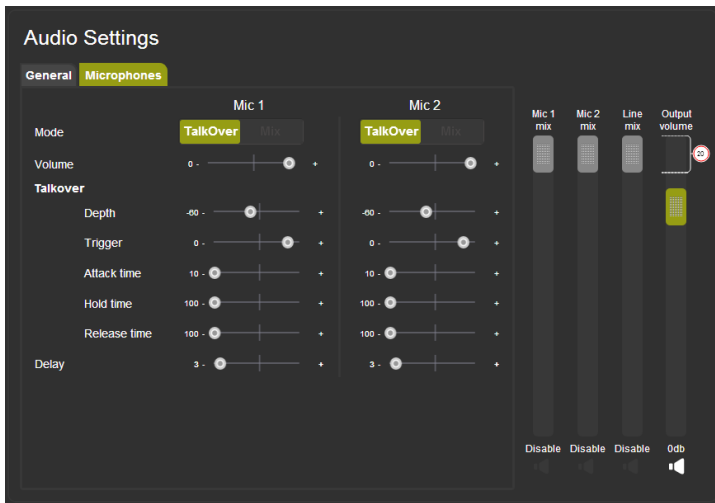 Audio Settings
General Microphones
Mic 1 Mic 2
Mode TalkOver Mix TalkOver Mix
Volume 0 - + 0 - +
Talkover
Depth -60 - + -60 - +
Trigger 0 - + 0 - +
Attack time 10 - + 10 - +
Hold time 100 - + 100 - +
Release time 100 - + 100 - +
Delay 3 - + 3 - +
Mic 1 mix
Mic 2 mix
Line mix
Output volume
20
Disable Disable Disable 0db